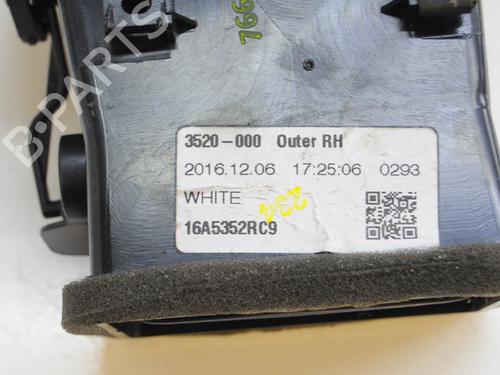 766
B-PARTS
3520-000 Outer RH
2016.12.06 17:25:06 0293
WHITE
16A5352RC9